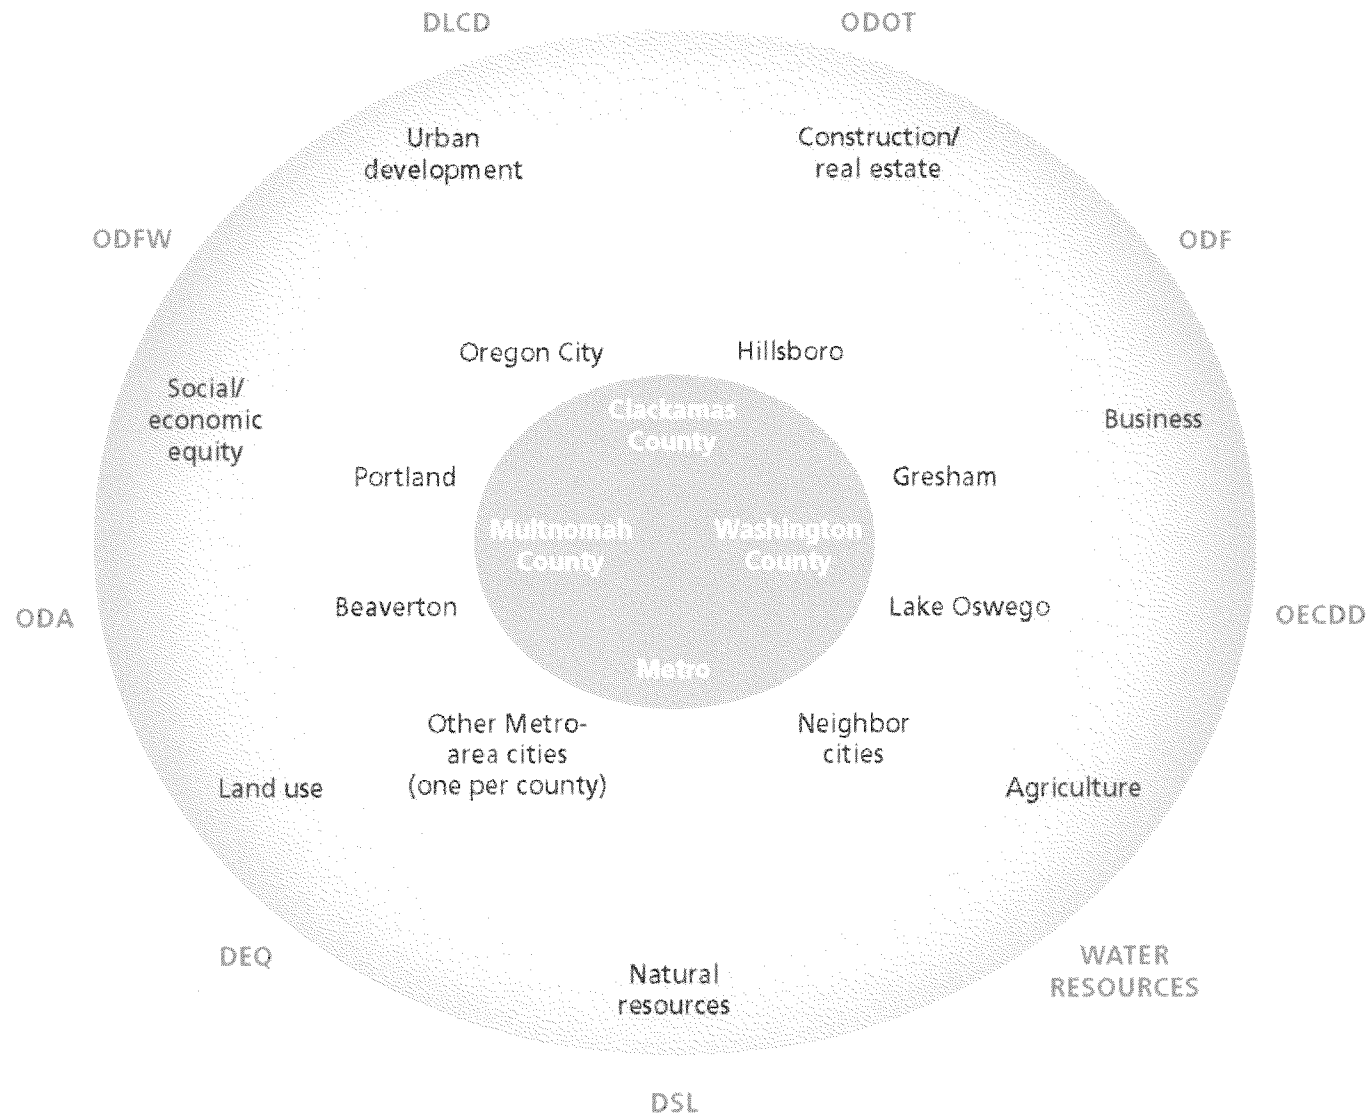 DLCD
ODOT
Urban
development
Construction/
real estate
ODFW
ODF
Oregon City
Hillsboro
Social/
economic
equity
Clackamas
County
Business
Portland
Gresham
Multnomah
County
Washington
County
Beaverton
Lake Oswego
ODA
OECDD
Metro
Other Metro-
area cities
(one per county)
Neighbor
cities
Land use
Agriculture
DEQ
WATER
RESOURCES
Natural
resources
DSL